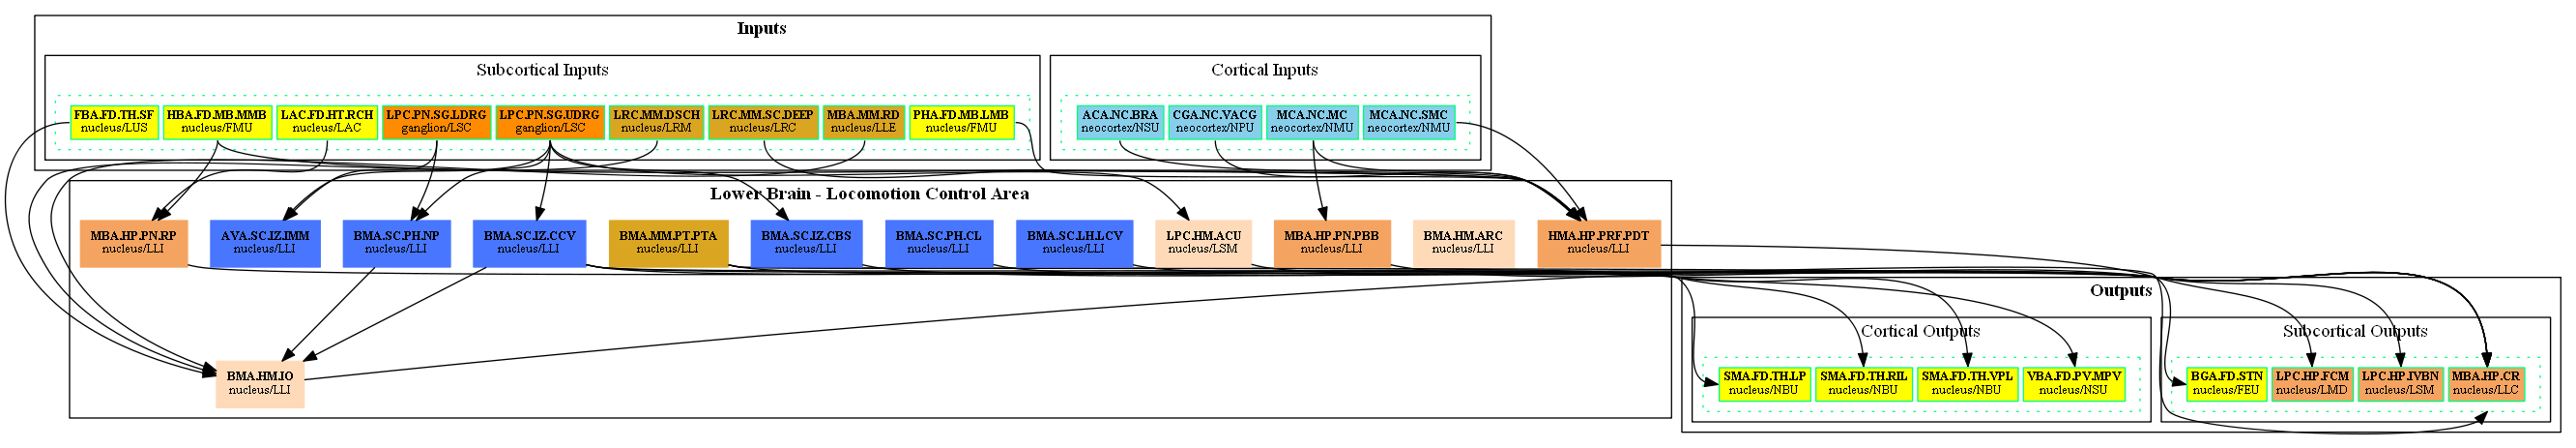 Inputs
Subcortical Inputs
Cortical Inputs
FBA.FD.TH.SF
nucleus/LUS
HBA.FD.MB.MMB
nucleus/FMU
LAC.FD.HT.RCH
nucleus/LAC
LPC.PN.SG.LDRG
ganglion/LSC
LPC.PN.SG.UDRG
ganglion/LSC
LRC.MM.DSCH
nucleus/LRM
LRC.MM.SC.DEEP
nucleus/LRC
MBA.MM.RD
nucleus/LLE
PHA.FD.MB.LMB
nucleus/FMU
ACA.NC.BRA
neocortex/NSU
CGA.NC.VACG
neocortex/NPU
MCA.NC.MC
neocortex/NMU
MCA.NC.SMC
neocortex/NMU
Lower Brain - Locomotion Control Area
MBA.HP.PN.RP
nucleus/LLI
AVA.SC.IZ.IMM
nucleus/LLI
BMA.SC.PH.NP
nucleus/LLI
BMA.SC.IZ.CCV
nucleus/LLI
BMA.MM.PT.PTA
nucleus/LLI
BMA.SC.IZ.CBS
nucleus/LLI
BMA.SC.PH.CL
nucleus/LLI
BMA.SC.LH.LCV
nucleus/LLI
LPC.HM.ACU
nucleus/LSM
MBA.HP.PN.PBB
nucleus/LLI
BMA.HM.ARC
nucleus/LLI
HMA.HP.PRF.PDT
nucleus/LLI
BMA.HM.IO
nucleus/LLI
Outputs
Cortical Outputs
Subcortical Outputs
SMA.FD.TH.LP
nucleus/NBU
SMA.FD.TH.RIL
nucleus/NBU
SMA.FD.TH.VPL
nucleus/NBU
VBA.FD.PV.MPV
nucleus/NSU
BGA.FD.STN
nucleus/FEU
LPC.HP.FCM
nucleus/LMD
LPC.HP.IVBN
nucleus/LSM
MBA.HP.CR
nucleus/LLC